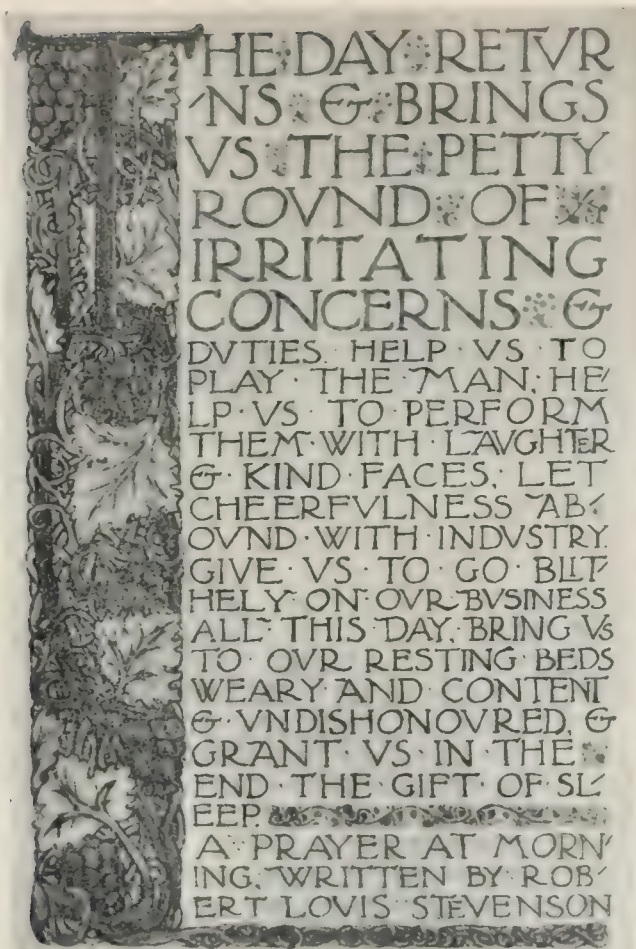 THE DAY RETVR
NS & BRINGS
VS THE PETTY
ROVND OF
IRRITATING
CONCERNS &
DVTIES. HELP · VS · TO
PLAY · THE · MAN, HE
LP · VS · TO · PERFORM
THEM · WITH · LAVGHTER
& · KIND · FACES, LET
CHEERFVLNESS AB
OVND · WITH · INDVSTRY.
GIVE · VS · TO · GO · BLIT
HELY · ON · OVR · BVSINESS
ALL · THIS · DAY, BRING VS
TO · OVR RESTING BEDS
WEARY · AND · CONTENT
& · VNDISHONOVRED, &
GRANT · VS · IN · THE
END · THE · GIFT · OF · SL
EEP.
A · PRAYER AT MORN
ING, WRITTEN BY ROB
ERT LOVIS STEVENSON